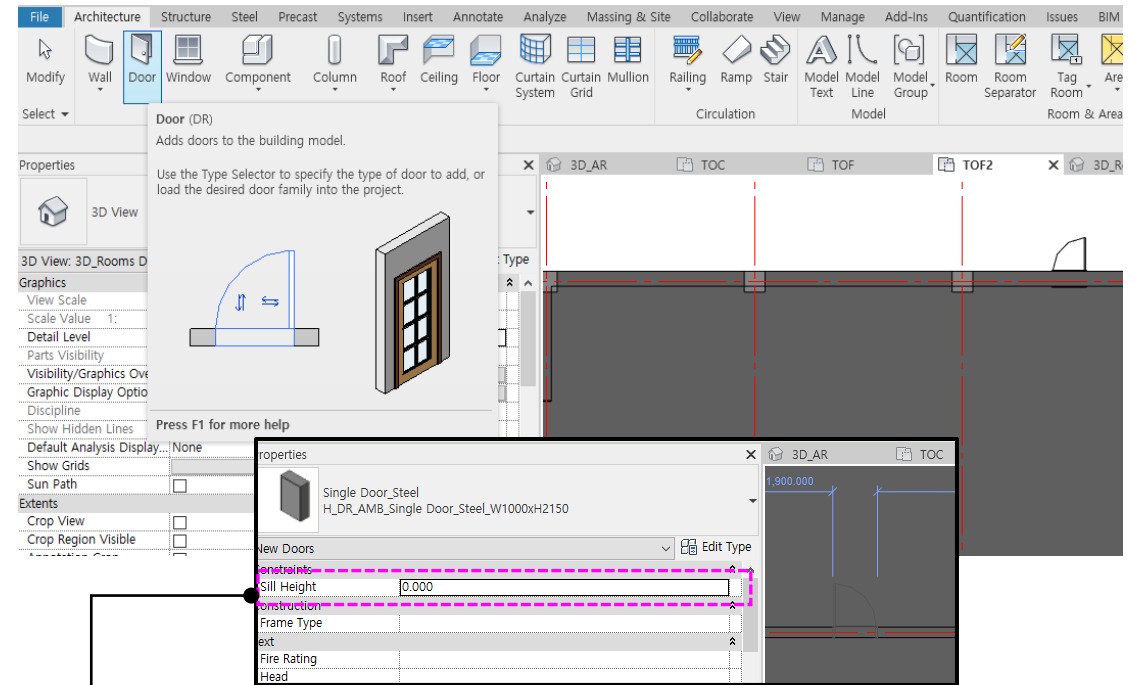 File Architecture Structure Steel Precast Systems Insert Annotate Analyze Massing & Site Collaborate View Manage Add-Ins Quantification Issues BIM
Modify Wall Door Window Component Column Roof Ceiling Floor Curtain System Curtain Grid Mullion Railing Ramp Stair Model Text Model Line Model Group Room Room Separator Tag Room
Select Circulation Model Room & Area
Door (DR)
Adds doors to the building model.
Use the Type Selector to specify the type of door to add, or
load the desired door family into the project.
Press F1 for more help
Properties
3D View
3D View: 3D_Rooms D
Type
Graphics
View Scale
Scale Value 1:
Detail Level
Parts Visibility
Visibility/Graphics Ove
Graphic Display Optio
Discipline
Show Hidden Lines
Default Analysis Display... None
Show Grids
Sun Path
Extents
Crop View
Crop Region Visible
3D_AR TOC TOF TOF2
roperties
Single Door_Steel
H_DR_AMB_Single Door_Steel_W1000xH2150
New Doors Edit Type
onstraints
Sill Height 0.000
onstruction
Frame Type
ext
Fire Rating
Head
3D_AR TOC
1,900.000